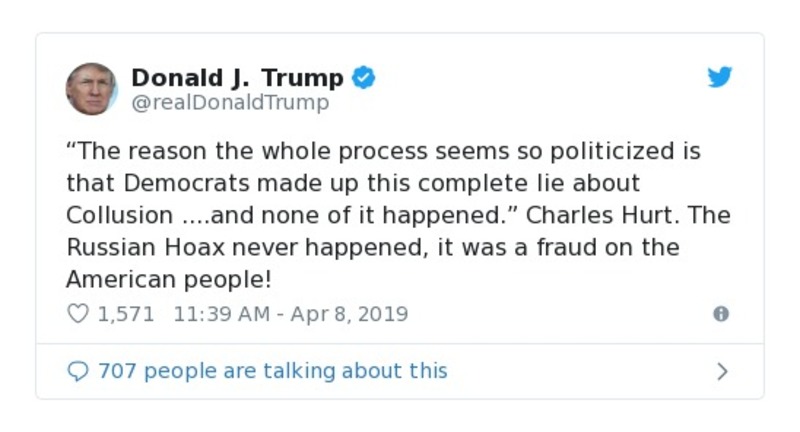 Donald J. Trump
@realDonaldTrump
“The reason the whole process seems so politicized is
that Democrats made up this complete lie about
Collusion ....and none of it happened.” Charles Hurt. The
Russian Hoax never happened, it was a fraud on the
American people!
1,571 11:39 AM - Apr 8, 2019
707 people are talking about this